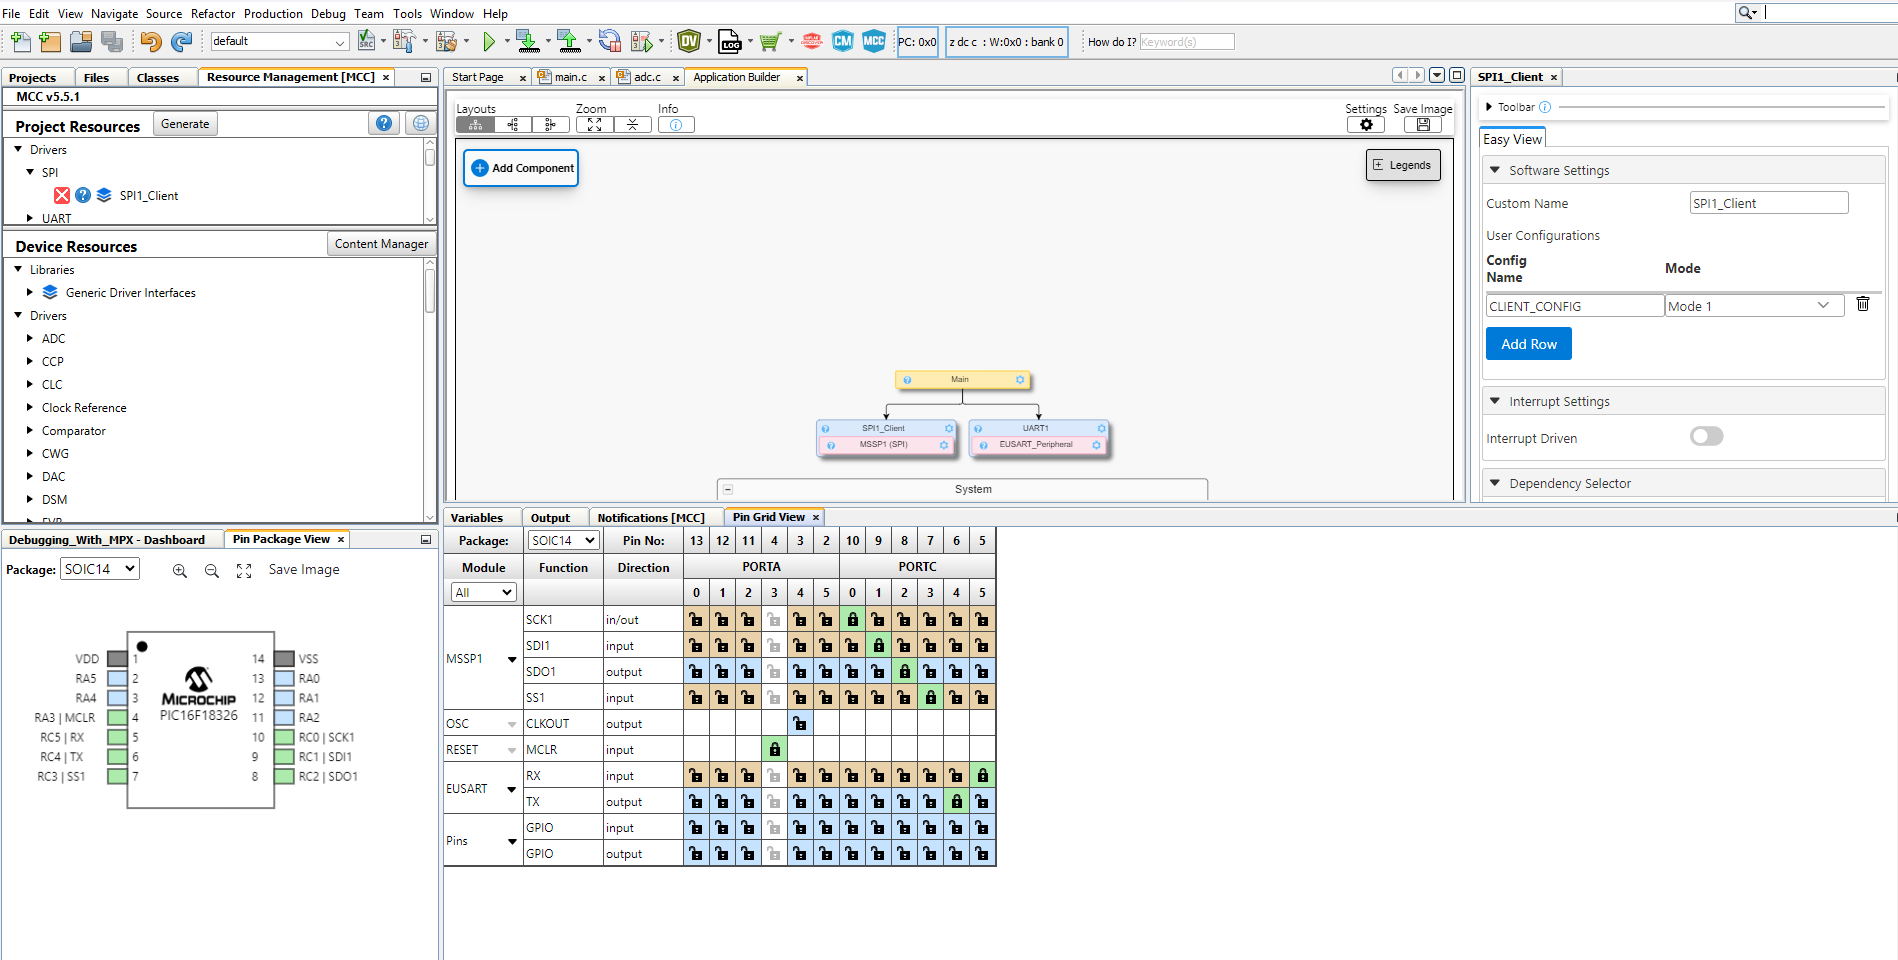 File Edit View Navigate Source Refactor Production Debug Team Tools Window Help
default
SRC
DV
LOG
CM
MCC
PC: 0x0
z dc c : W:0x0 : bank 0
How do I? Keyword(s)
Projects Files Classes Resource Management [MCC] ×
MCC v5.5.1
Project Resources Generate
Drivers
SPI
SPI1_Client
UART
Device Resources Content Manager
Libraries
Generic Driver Interfaces
Drivers
ADC
CCP
CLC
Clock Reference
Comparator
CWG
DAC
DSM
Start Page × main.c × adc.c × Application Builder ×
Layouts Zoom Info Settings Save Image
Add Component
Legends
Main
SPI1_Client
MSSP1 (SPI)
UART1
EUSART_Peripheral
System
SPI1_Client ×
Toolbar
Easy View
Software Settings
Custom Name SPI1_Client
User Configurations
Config Name Mode
CLIENT_CONFIG Mode 1
Add Row
Interrupt Settings
Interrupt Driven
Dependency Selector
Debugging_With_MPX - Dashboard Pin Package View ×
Package: SOIC14 Save Image
VDD 1 14 VSS
RA5 2 13 RA0
RA4 3 12 RA1
RA3 | MCLR 4 11 RA2
RC5 | RX 5 10 RC0 | SCK1
RC4 | TX 6 9 RC1 | SDI1
RC3 | SS1 7 8 RC2 | SDO1
MICROCHIP
PIC16F18326
Variables Output Notifications [MCC] Pin Grid View ×
Package: SOIC14 Pin No: 13 12 11 4 3 2 10 9 8 7 6 5
Module Function Direction PORTA PORTC
All 0 1 2 3 4 5 0 1 2 3 4 5
MSSP1
SCK1 in/out
SDI1 input
SDO1 output
SS1 input
OSC CLKOUT output
RESET MCLR input
EUSART
RX input
TX output
Pins
GPIO input
GPIO output